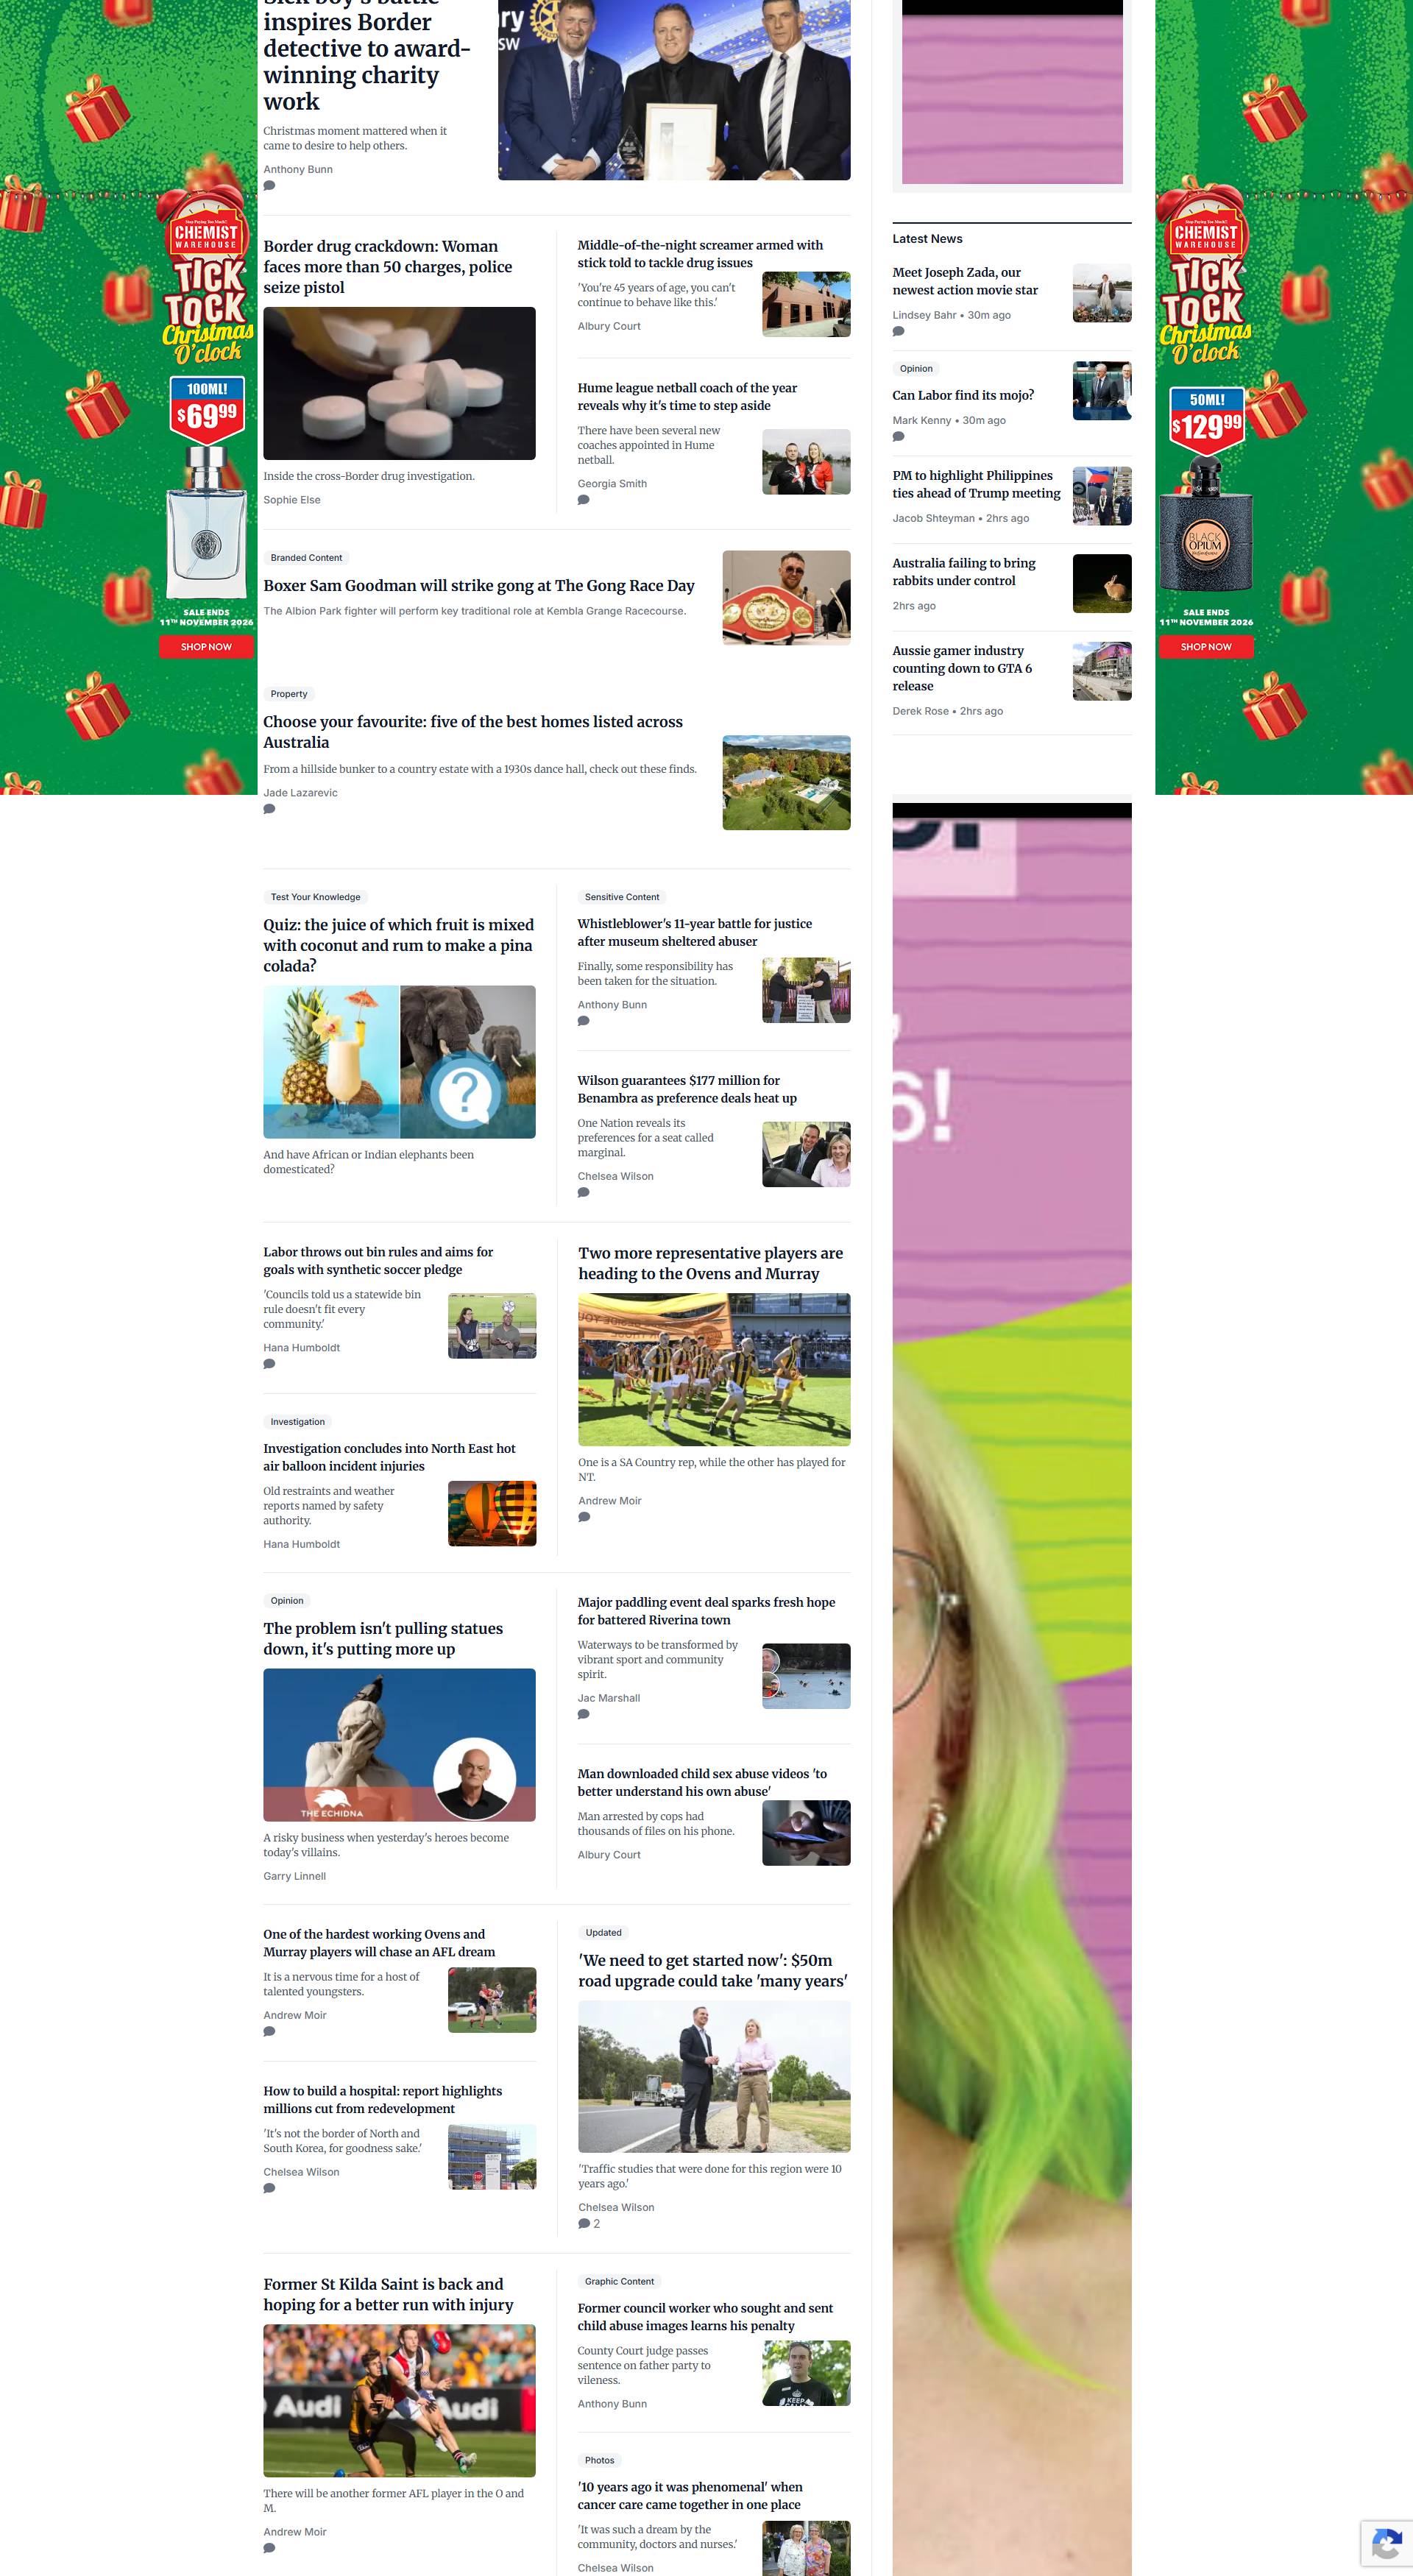 Sick boy's battle
inspires Border
detective to award-
winning charity
work
Christmas moment mattered when it
came to desire to help others.
Anthony Bunn
Border drug crackdown: Woman
faces more than 50 charges, police
seize pistol
Inside the cross-Border drug investigation.
Sophie Else
Middle-of-the-night screamer armed with
stick told to tackle drug issues
'You're 45 years of age, you can't
continue to behave like this.'
Albury Court
Hume league netball coach of the year
reveals why it's time to step aside
There have been several new
coaches appointed in Hume
netball.
Georgia Smith
Branded Content
Boxer Sam Goodman will strike gong at The Gong Race Day
The Albion Park fighter will perform key traditional role at Kembla Grange Racecourse.
Property
Choose your favourite: five of the best homes listed across
Australia
From a hillside bunker to a country estate with a 1930s dance hall, check out these finds.
Jade Lazarevic
Test Your Knowledge
Quiz: the juice of which fruit is mixed
with coconut and rum to make a pina
colada?
?
And have African or Indian elephants been
domesticated?
Sensitive Content
Whistleblower's 11-year battle for justice
after museum sheltered abuser
Finally, some responsibility has
been taken for the situation.
Anthony Bunn
Wilson guarantees $177 million for
Benambra as preference deals heat up
One Nation reveals its
preferences for a seat called
marginal.
Chelsea Wilson
Labor throws out bin rules and aims for
goals with synthetic soccer pledge
'Councils told us a statewide bin
rule doesn't fit every
community.'
Hana Humboldt
Investigation
Investigation concludes into North East hot
air balloon incident injuries
Old restraints and weather
reports named by safety
authority.
Hana Humboldt
Two more representative players are
heading to the Ovens and Murray
One is a SA Country rep, while the other has played for
NT.
Andrew Moir
Opinion
The problem isn't pulling statues
down, it's putting more up
THE ECHIDNA
A risky business when yesterday's heroes become
today's villains.
Garry Linnell
Major paddling event deal sparks fresh hope
for battered Riverina town
Waterways to be transformed by
vibrant sport and community
spirit.
Jac Marshall
Man downloaded child sex abuse videos 'to
better understand his own abuse'
Man arrested by cops had
thousands of files on his phone.
Albury Court
One of the hardest working Ovens and
Murray players will chase an AFL dream
It is a nervous time for a host of
talented youngsters.
Andrew Moir
How to build a hospital: report highlights
millions cut from redevelopment
'It's not the border of North and
South Korea, for goodness sake.'
Chelsea Wilson
Updated
'We need to get started now': $50m
road upgrade could take 'many years'
'Traffic studies that were done for this region were 10
years ago.'
Chelsea Wilson
2
Former St Kilda Saint is back and
hoping for a better run with injury
Audi
Audi
There will be another former AFL player in the O and
M.
Andrew Moir
Graphic Content
Former council worker who sought and sent
child abuse images learns his penalty
County Court judge passes
sentence on father party to
vileness.
Anthony Bunn
KEEP
Photos
'10 years ago it was phenomenal' when
cancer care came together in one place
'It was such a dream by the
community, doctors and nurses.'
Chelsea Wilson
Latest News
Meet Joseph Zada, our
newest action movie star
Lindsey Bahr • 30m ago
Opinion
Can Labor find its mojo?
Mark Kenny • 30m ago
PM to highlight Philippines
ties ahead of Trump meeting
Jacob Shteyman • 2hrs ago
Australia failing to bring
rabbits under control
2hrs ago
Aussie gamer industry
counting down to GTA 6
release
Derek Rose • 2hrs ago
6!
Stop Paying Too Much!
CHEMIST
WAREHOUSE
TICK
TOCK
Christmas
O'clock
100ML!
$69.99
SALE ENDS
11TH NOVEMBER 2026
SHOP NOW
Stop Paying Too Much!
CHEMIST
WAREHOUSE
TICK
TOCK
Christmas
O'clock
50ML!
$129.99
BLACK
OPIUM
SALE ENDS
11TH NOVEMBER 2026
SHOP NOW